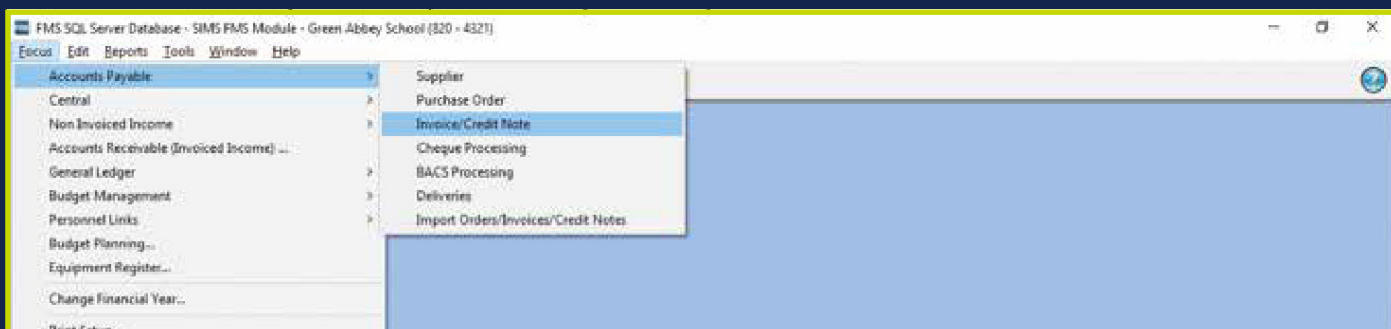 FMS SQL Server Database - SIMS FMS Module - Green Abbey School (820 - 4321)
Focus Edit Reports Tools Window Help
Accounts Payable
Central
Non Invoiced Income
Accounts Receivable (Invoiced Income) ...
General Ledger
Budget Management
Personnel Links
Budget Planning...
Equipment Register...
Change Financial Year...
Supplier
Purchase Order
Invoice/Credit Note
Cheque Processing
BACS Processing
Deliveries
Import Orders/Invoices/Credit Notes